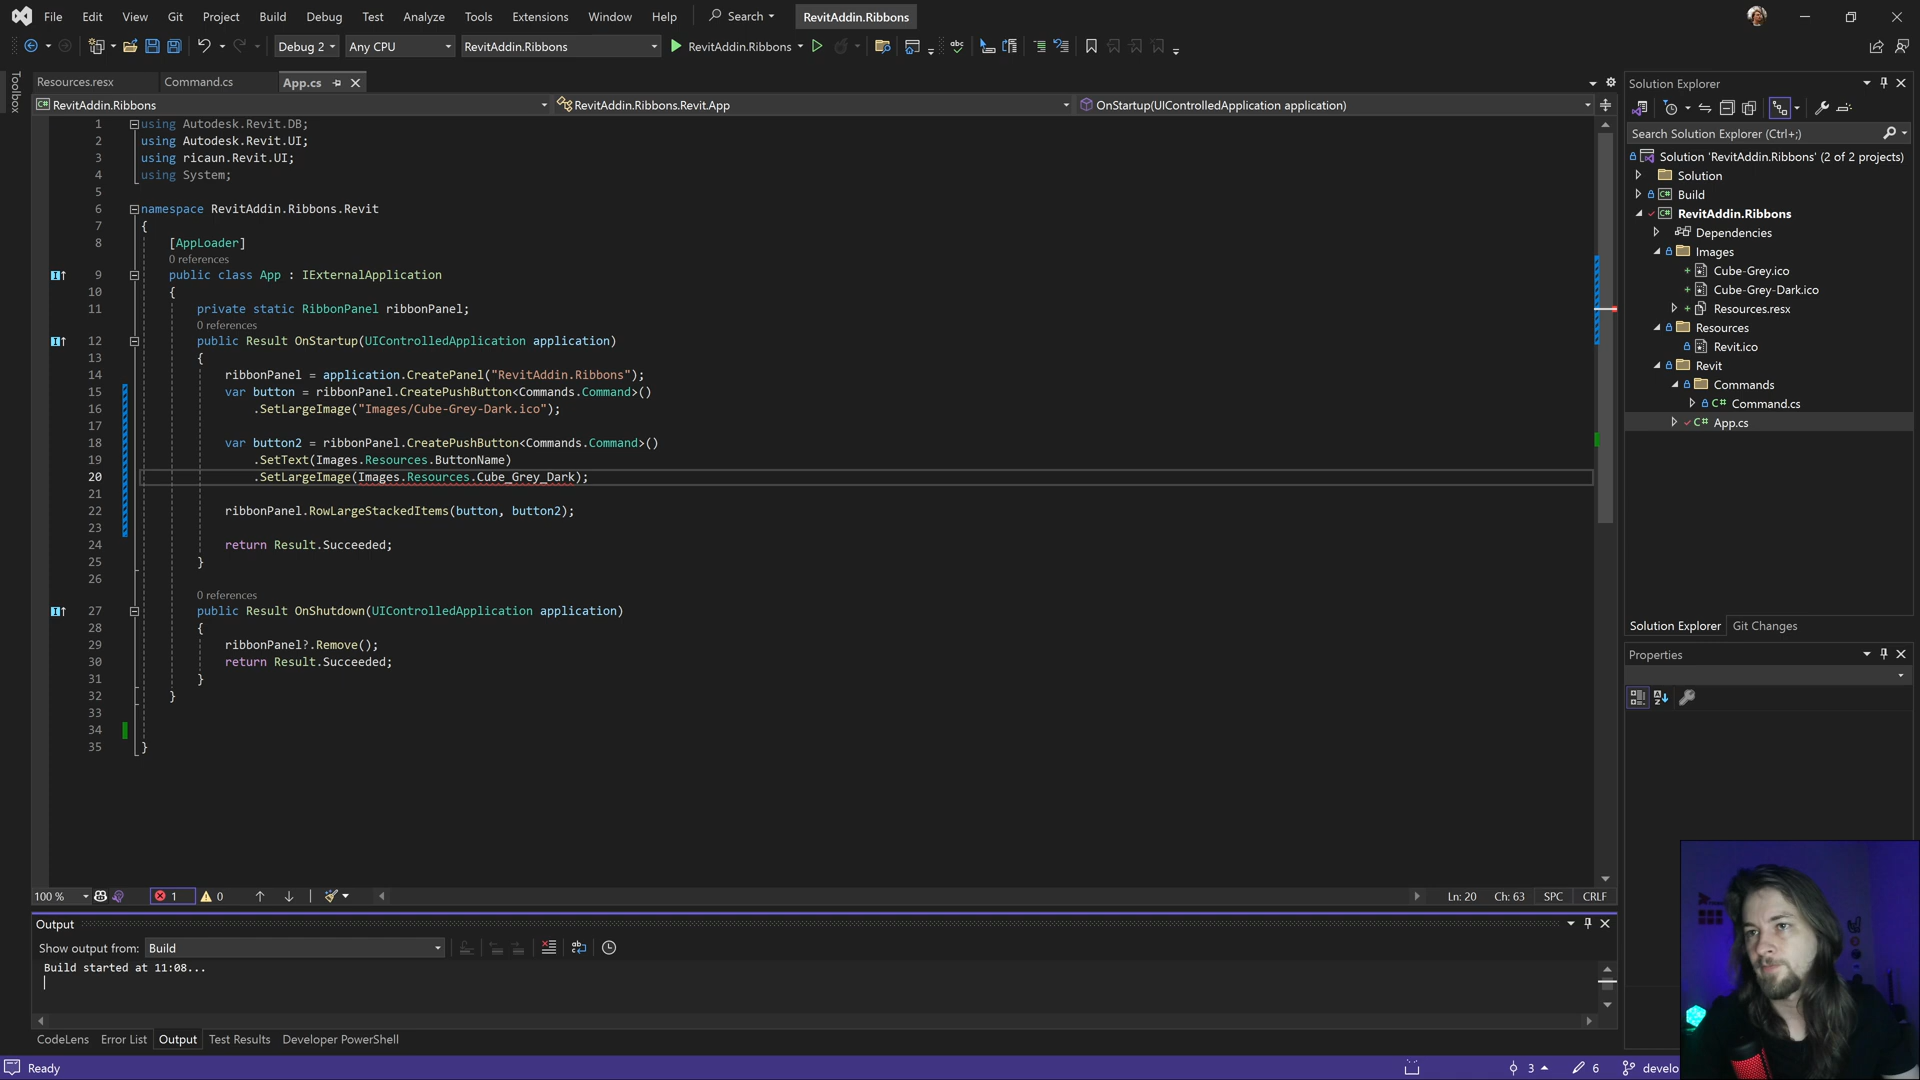 File Edit View Git Project Build Debug Test Analyze Tools Extensions Window Help Search RevitAddin.Ribbons
Debug 2 Any CPU RevitAddin.Ribbons RevitAddin.Ribbons
Toolbox
Resources.resx Command.cs App.cs
RevitAddin.Ribbons RevitAddin.Ribbons.Revit.App OnStartup(UIControlledApplication application)
1 using Autodesk.Revit.DB;
2 using Autodesk.Revit.UI;
3 using ricaun.Revit.UI;
4 using System;
5
6 namespace RevitAddin.Ribbons.Revit
7 {
8 [AppLoader]
0 references
9 public class App : IExternalApplication
10 {
11 private static RibbonPanel ribbonPanel;
0 references
12 public Result OnStartup(UIControlledApplication application)
13 {
14 ribbonPanel = application.CreatePanel("RevitAddin.Ribbons");
15 var button = ribbonPanel.CreatePushButton<Commands.Command>()
16 .SetLargeImage("Images/Cube-Grey-Dark.ico");
17
18 var button2 = ribbonPanel.CreatePushButton<Commands.Command>()
19 .SetText(Images.Resources.ButtonName)
20 .SetLargeImage(Images.Resources.Cube_Grey_Dark);
21
22 ribbonPanel.RowLargeStackedItems(button, button2);
23
24 return Result.Succeeded;
25 }
26
0 references
27 public Result OnShutdown(UIControlledApplication application)
28 {
29 ribbonPanel?.Remove();
30 return Result.Succeeded;
31 }
32 }
33
34
35 }
100 % 1 0 Ln: 20 Ch: 63 SPC CRLF
Output
Show output from: Build
Build started at 11:08...
CodeLens Error List Output Test Results Developer PowerShell
Ready 3 6 develo
Solution Explorer
Search Solution Explorer (Ctrl+;)
Solution 'RevitAddin.Ribbons' (2 of 2 projects)
Solution
Build
RevitAddin.Ribbons
Dependencies
Images
Cube-Grey.ico
Cube-Grey-Dark.ico
Resources.resx
Resources
Revit.ico
Revit
Commands
C# Command.cs
C# App.cs
Solution Explorer Git Changes
Properties